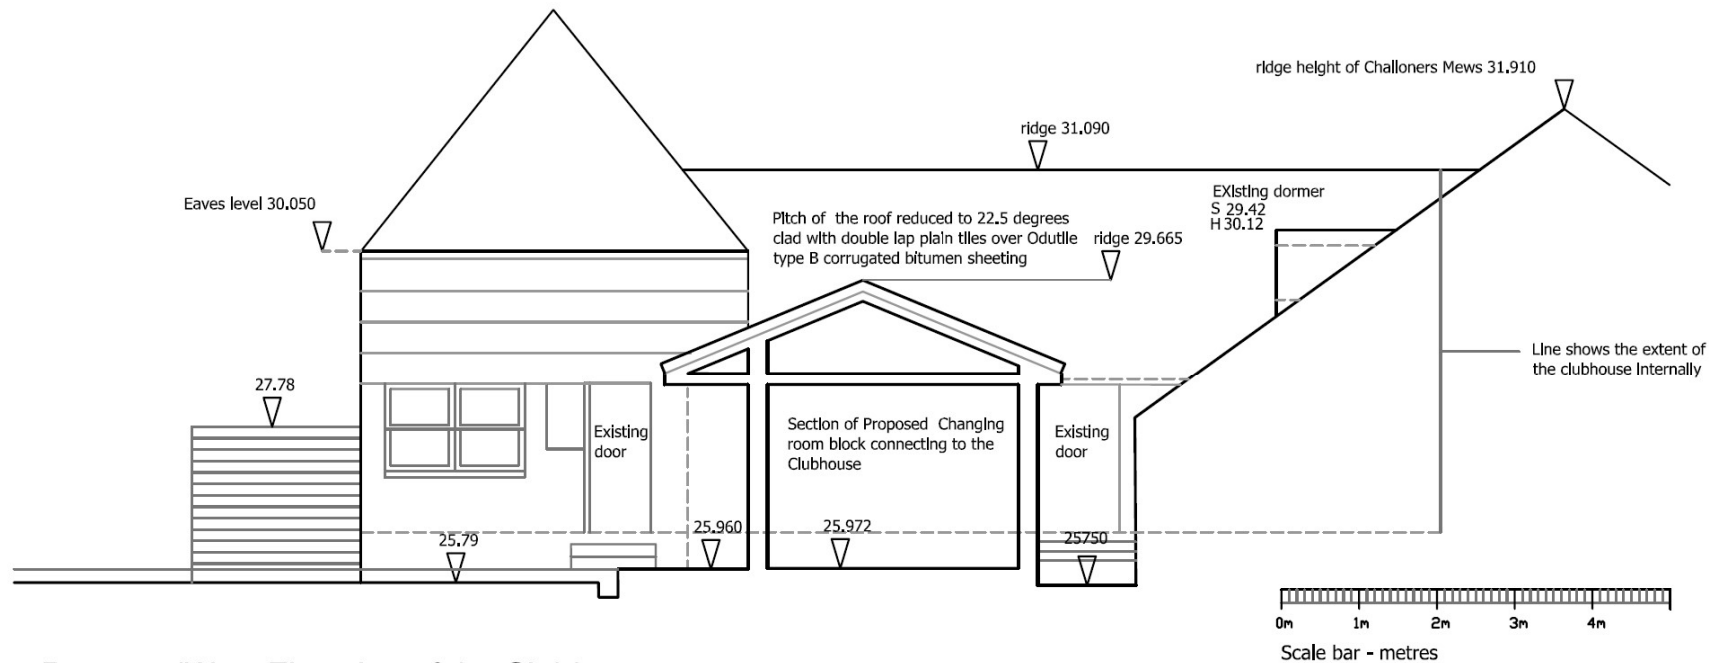 ridge height of Challoners Mews 31.910
ridge 31.090
Existing dormer
S 29.42
H 30.12
Eaves level 30.050
Pitch of the roof reduced to 22.5 degrees
clad with double lap plain tiles over Odutile
type B corrugated bitumen sheeting
ridge 29.665
Line shows the extent of
the clubhouse Internally
27.78
Existing
door
Section of Proposed Changing
room block connecting to the
Clubhouse
Existing
door
25.79
25.960
25.972
25750
0m 1m 2m 3m 4m
Scale bar - metres